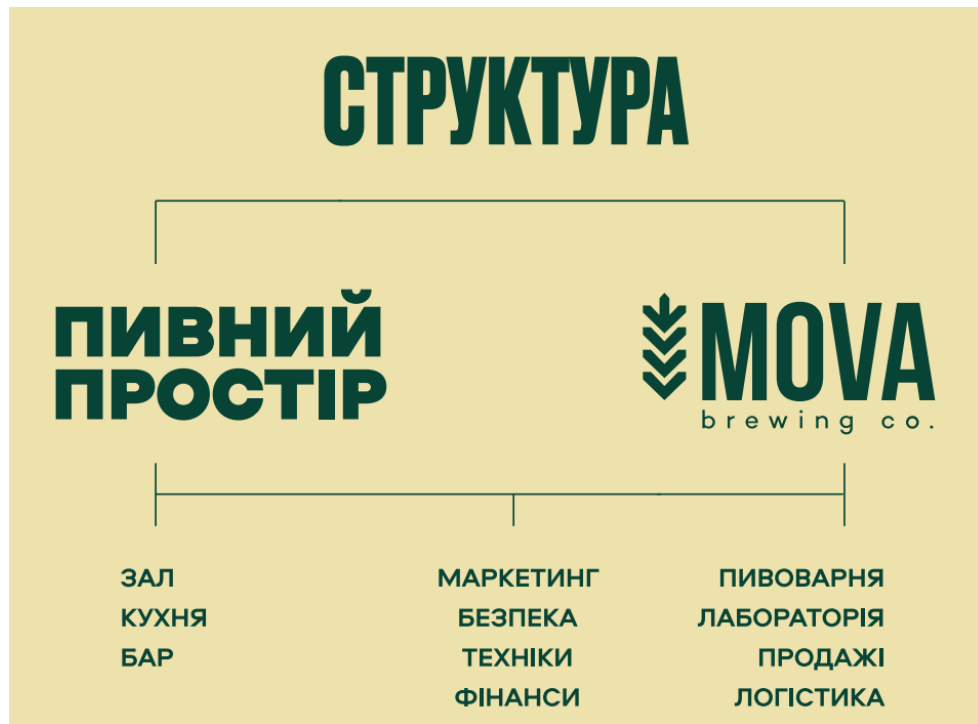 СТРУКТУРА
ПИВНИЙ
ПРОСТІР
MOVA
brewing co.
ЗАЛ
КУХНЯ
БАР
МАРКЕТИНГ
БЕЗПЕКА
ТЕХНІКИ
ФІНАНСИ
ПИВОВАРНЯ
ЛАБОРАТОРІЯ
ПРОДАЖІ
ЛОГІСТИКА